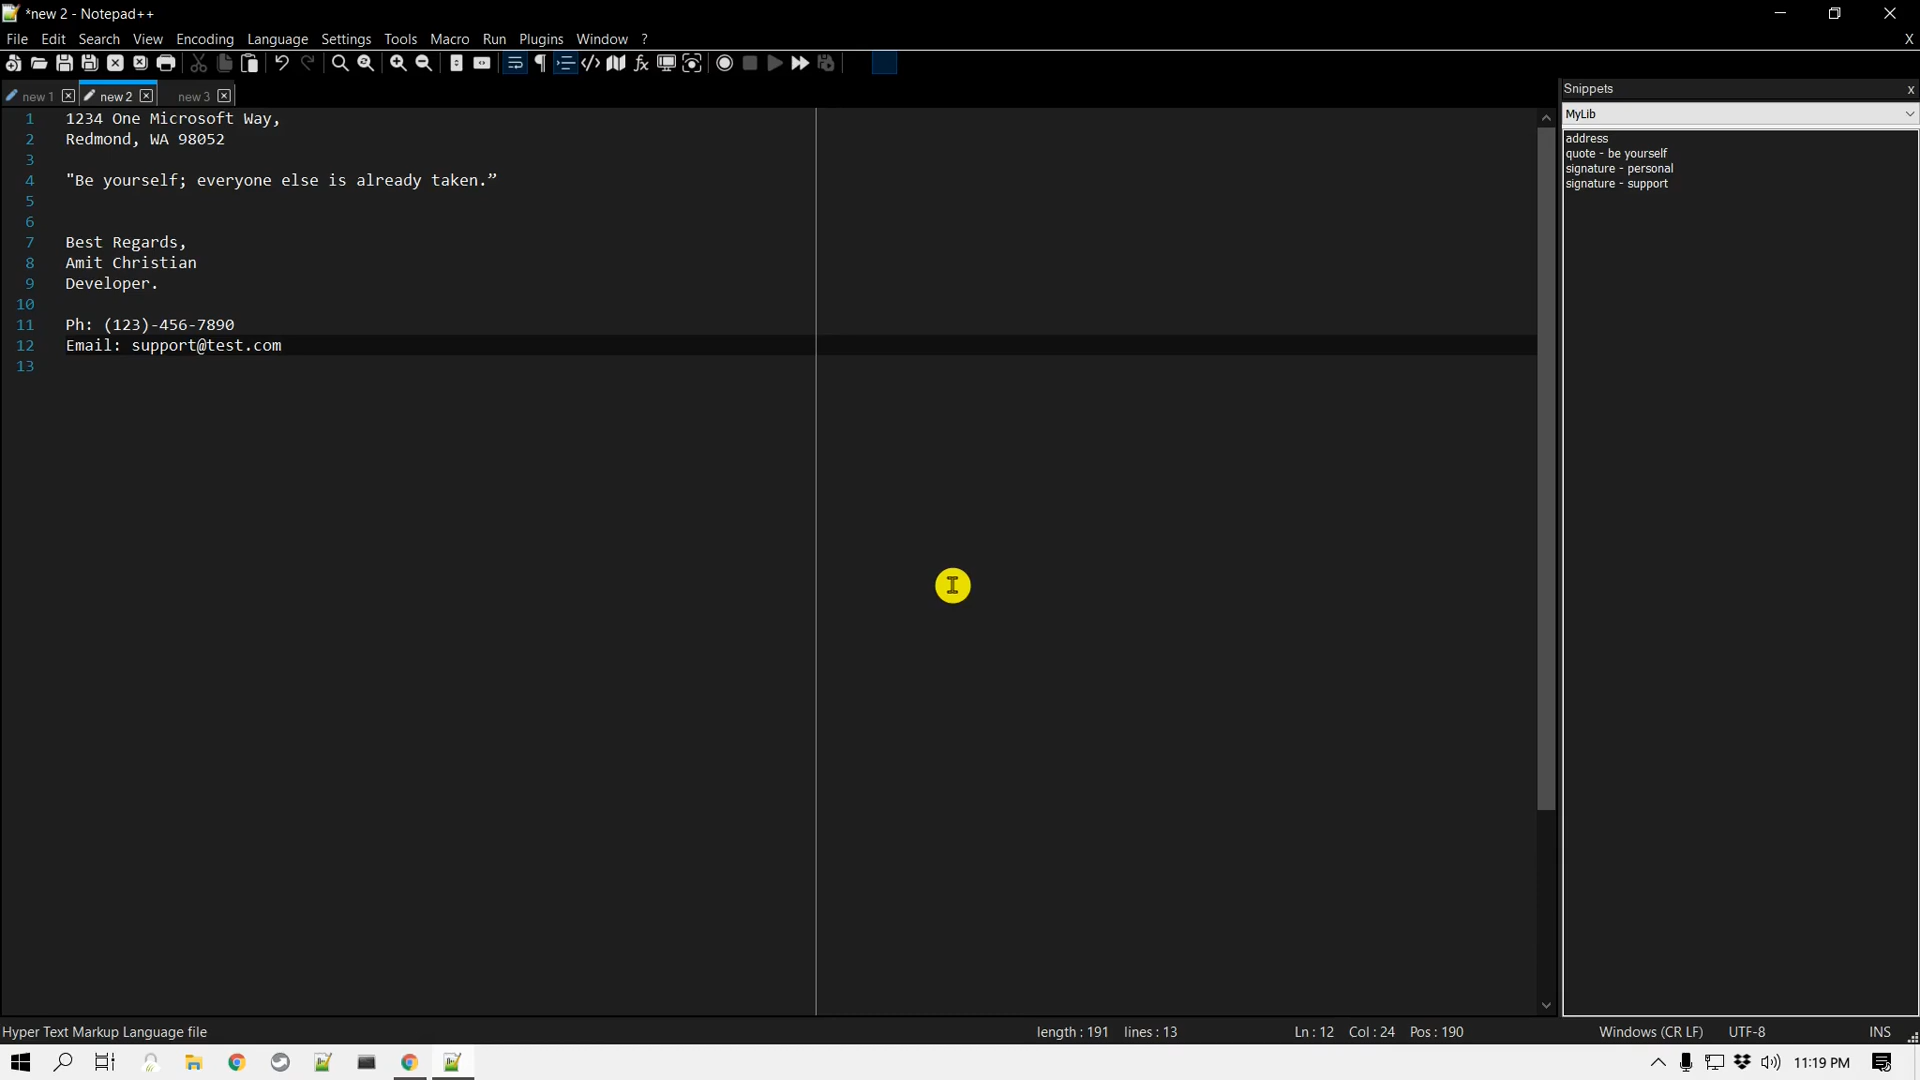 *new 2 - Notepad++
File Edit Search View Encoding Language Settings Tools Macro Run Plugins Window ? X
new 1 new 2 new 3
1 1234 One Microsoft Way,
2 Redmond, WA 98052
3
4 "Be yourself; everyone else is already taken.”
5
6
7 Best Regards,
8 Amit Christian
9 Developer.
10
11 Ph: (123)-456-7890
12 Email: support@test.com
13
Snippets x
MyLib
address
quote - be yourself
signature - personal
signature - support
Hyper Text Markup Language file length : 191 lines : 13 Ln : 12 Col : 24 Pos : 190 Windows (CR LF) UTF-8 INS
11:19 PM